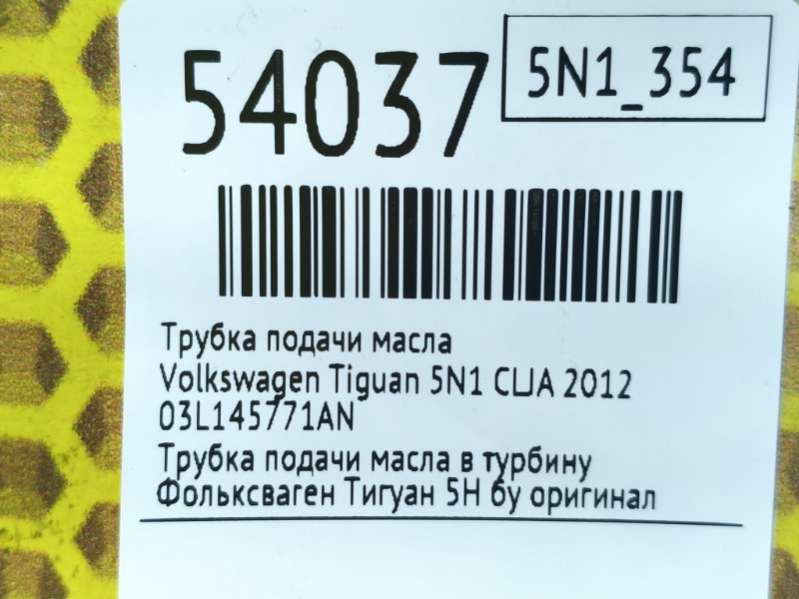 54037
5N1_354
Трубка подачи масла
Volkswagen Tiguan 5N1 CLJA 2012
03L145771AN
Трубка подачи масла в турбину
Фольксваген Тигуан 5Н бу оригинал